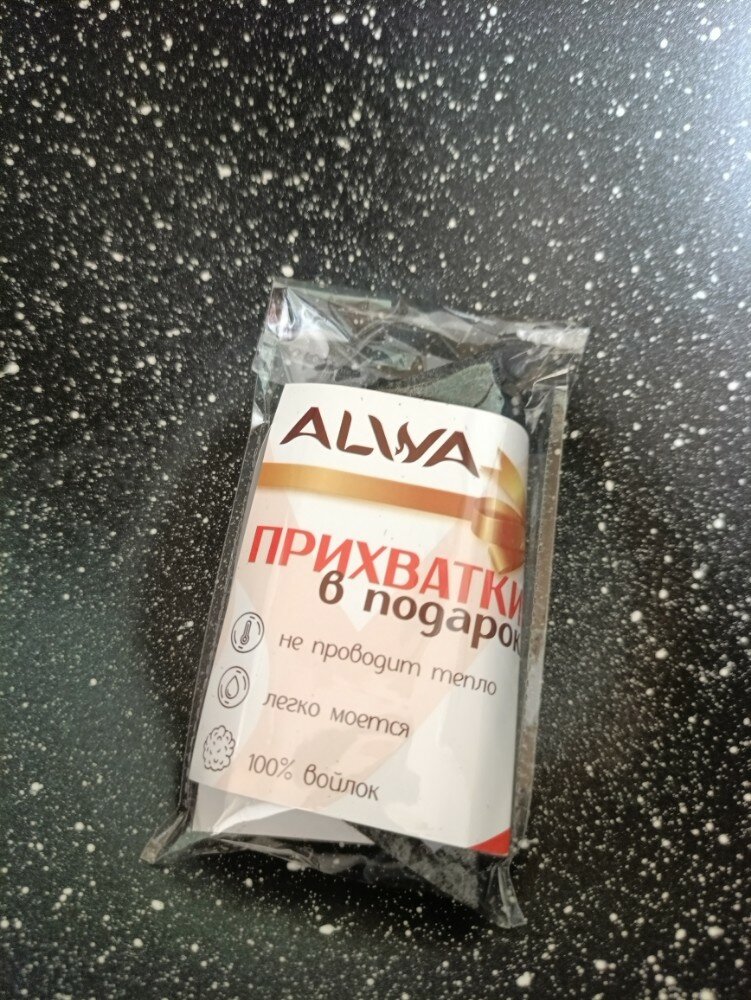 ALWA
ПРИХВАТКИ
в подарок
не проводит тепло
легко моется
100% войлок